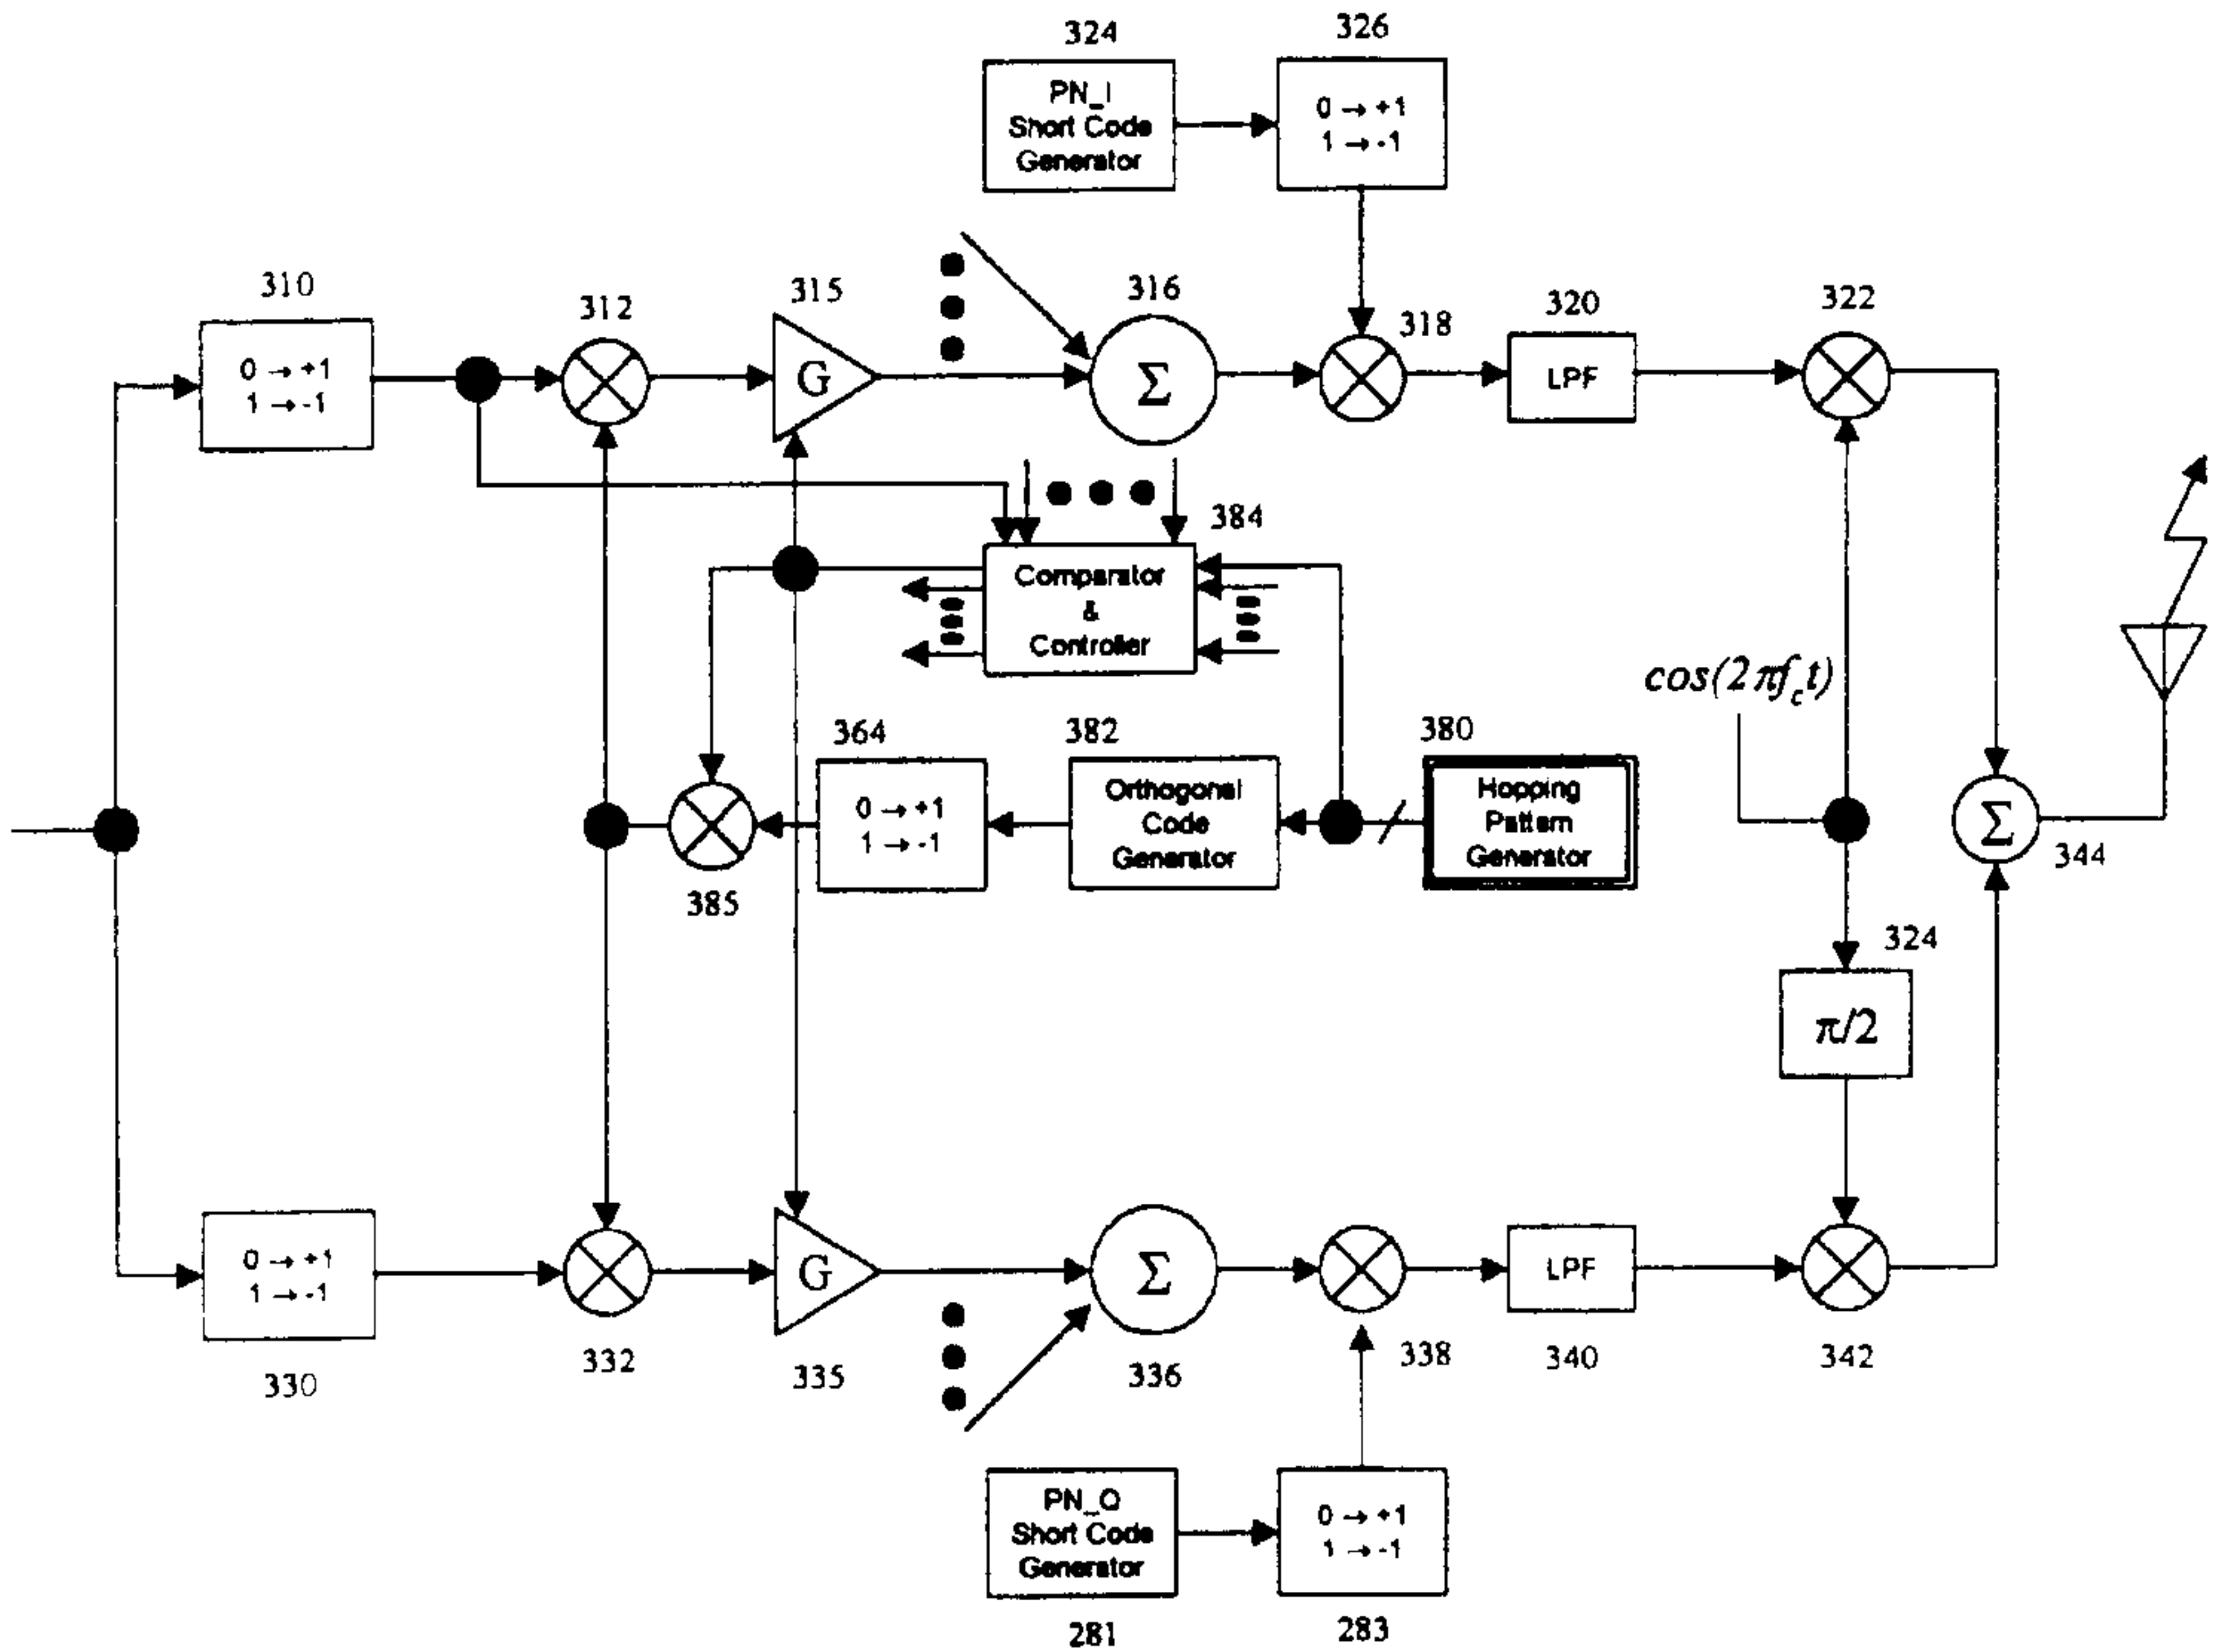 324
326
PN_I
Short Code
Generator
0 → +1
1 → -1
310
312
315
316
318
320
322
0 → +1
1 → -1
G
Σ
LPF
384
Comparator
&
Controller
cos(2πf_c t)
364
382
380
0 → +1
1 → -1
Orthogonal
Code
Generator
Hopping
Pattern
Generator
385
Σ
344
324
π/2
0 → +1
1 → -1
G
Σ
LPF
330
332
335
336
338
340
342
PN_Q
Short Code
Generator
0 → +1
1 → -1
281
283